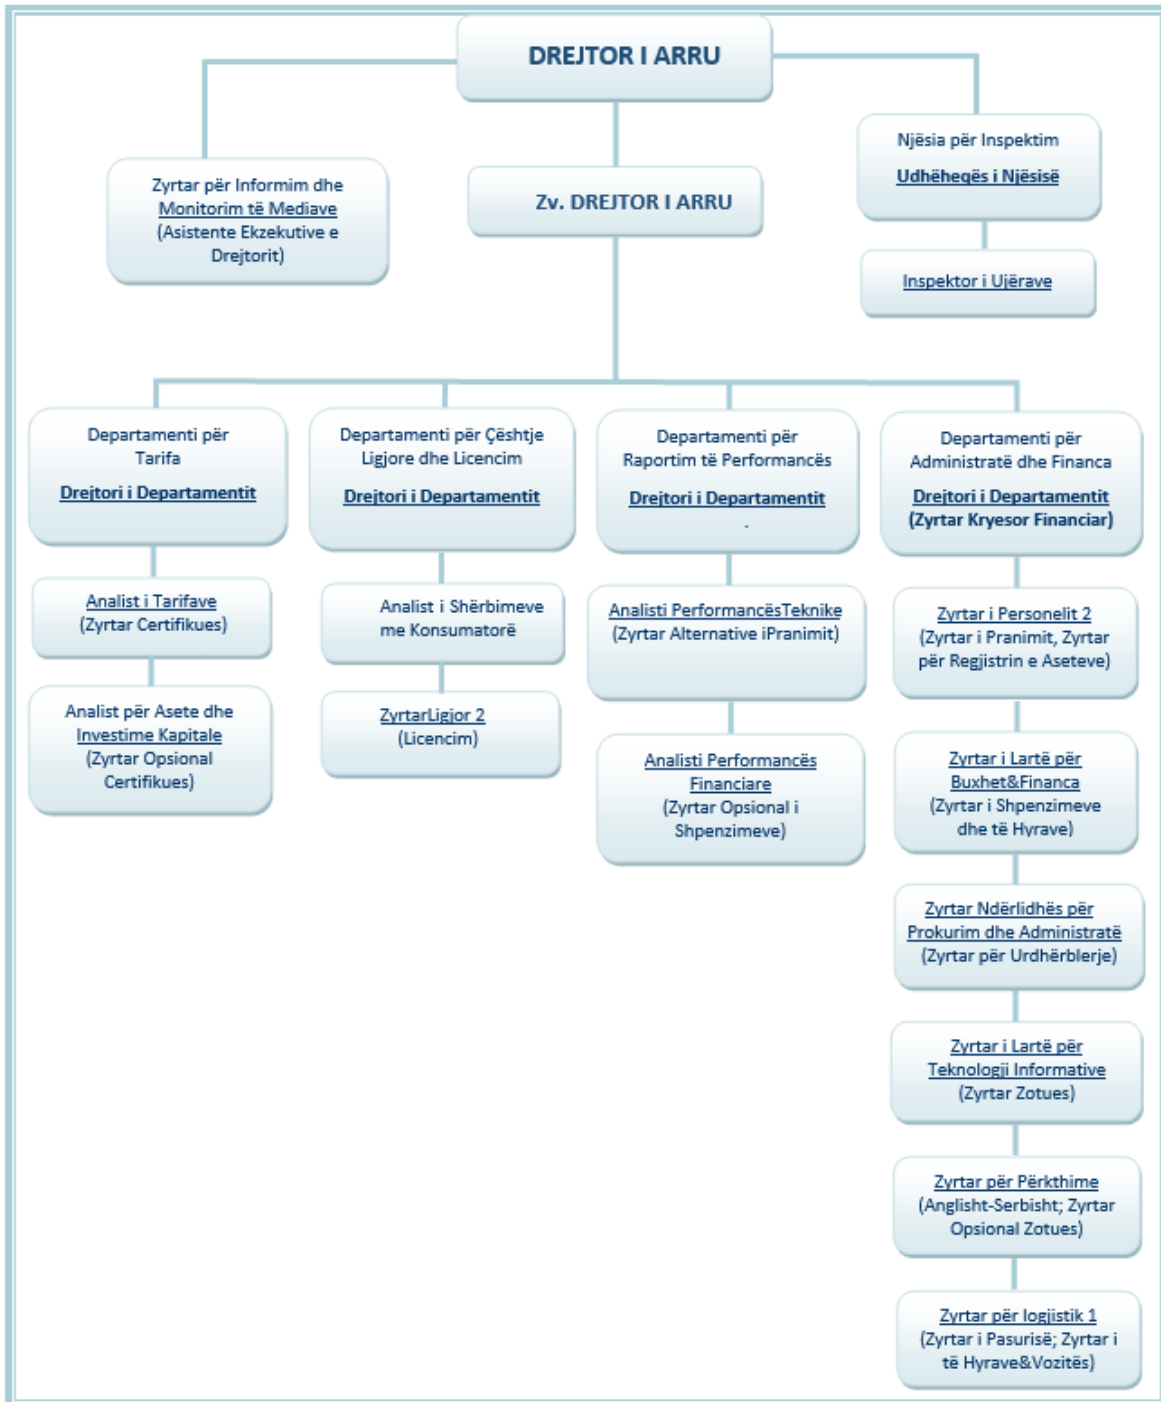 DREJTOR I ARRU
Zyrtar për Informim dhe
Monitorim të Mediave
(Asistente Ekzekutive e
Drejtorit)
Zv. DREJTOR I ARRU
Njësia për Inspektim
Udhëheqës i Njësisë
Inspektor i Ujërave
Departamenti për
Tarifa
Drejtori i Departamentit
Analist i Tarifave
(Zyrtar Certifikues)
Analist për Asete dhe
Investime Kapitale
(Zyrtar Opsional
Certifikues)
Departamenti për Çështje
Ligjore dhe Licencim
Drejtori i Departamentit
Analist i Shërbimeve
me Konsumatorë
ZyrtarLigjor 2
(Licencim)
Departamenti për
Raportim të Performancës
Drejtori i Departamentit
.
Analisti PerformancësTeknike
(Zyrtar Alternative iPranimit)
Analisti Performancës
Financiare
(Zyrtar Opsional i
Shpenzimeve)
Departamenti për
Administratë dhe Financa
Drejtori i Departamentit
(Zyrtar Kryesor Financiar)
Zyrtar i Personelit 2
(Zyrtar i Pranimit, Zyrtar
për Regjistrin e Aseteve)
Zyrtar i Lartë për
Buxhet&Financa
(Zyrtar i Shpenzimeve
dhe të Hyrave)
Zyrtar Ndërlidhës për
Prokurim dhe Administratë
(Zyrtar për Urdhërblerje)
Zyrtar i Lartë për
Teknologji Informative
(Zyrtar Zotues)
Zyrtar për Përkthime
(Anglisht-Serbisht; Zyrtar
Opsional Zotues)
Zyrtar për logjistik 1
(Zyrtar i Pasurisë; Zyrtar i
të Hyrave&Vozitës)